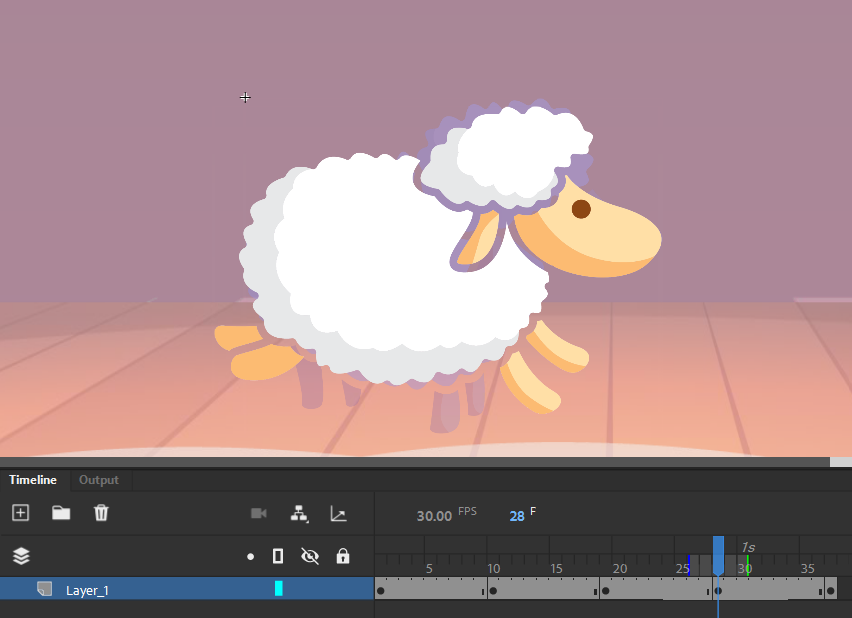 Timeline Output
30.00 FPS 28 F
1s
5 10 15 20 25 30 35
Layer_1